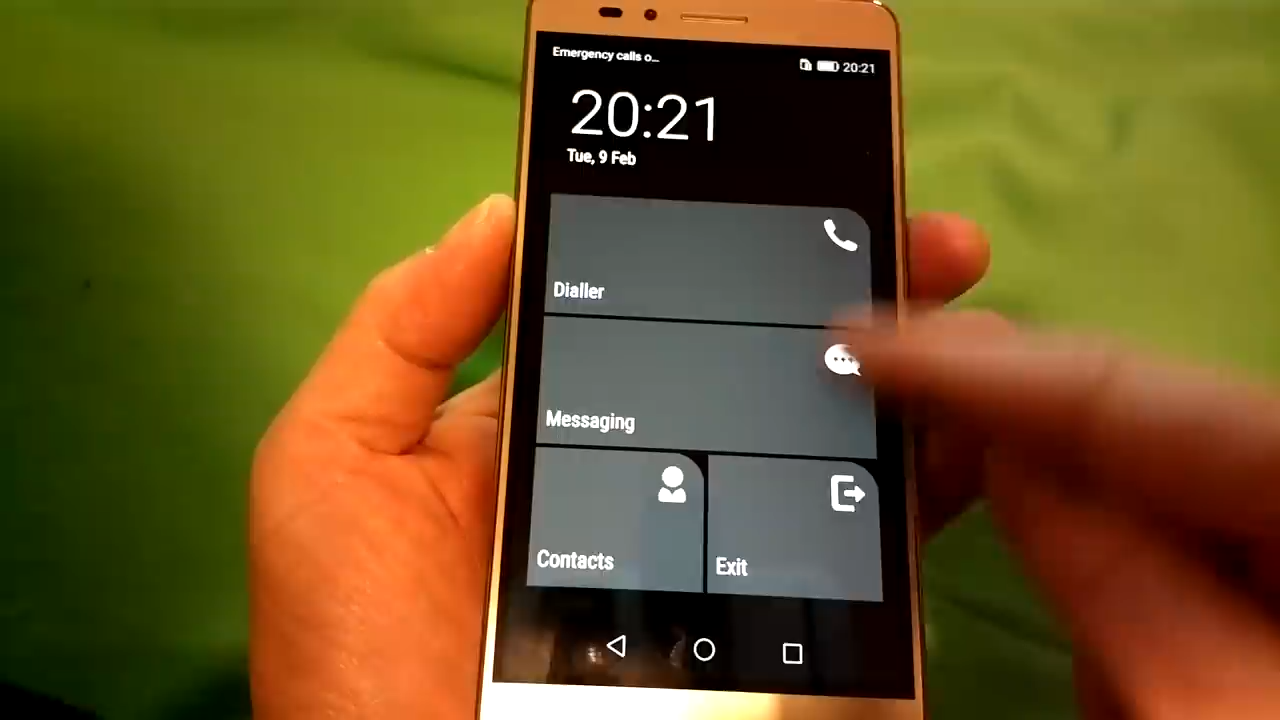 Emergency calls o...
20:21
20:21
Tue, 9 Feb
Dialler
Messaging
Contacts
Exit